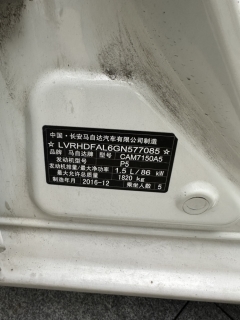 中国·长安马自达汽车有限公司制造
☆ LVRHDFAL6GN577085 ☆
品牌 马自达牌 型号 CAM7150A5
发动机型号 P5
发动机排量/最大净功率 1.5 L/86 kW
最大允许总质量 1820 kg
制造年月 2016-12 乘坐人数 5